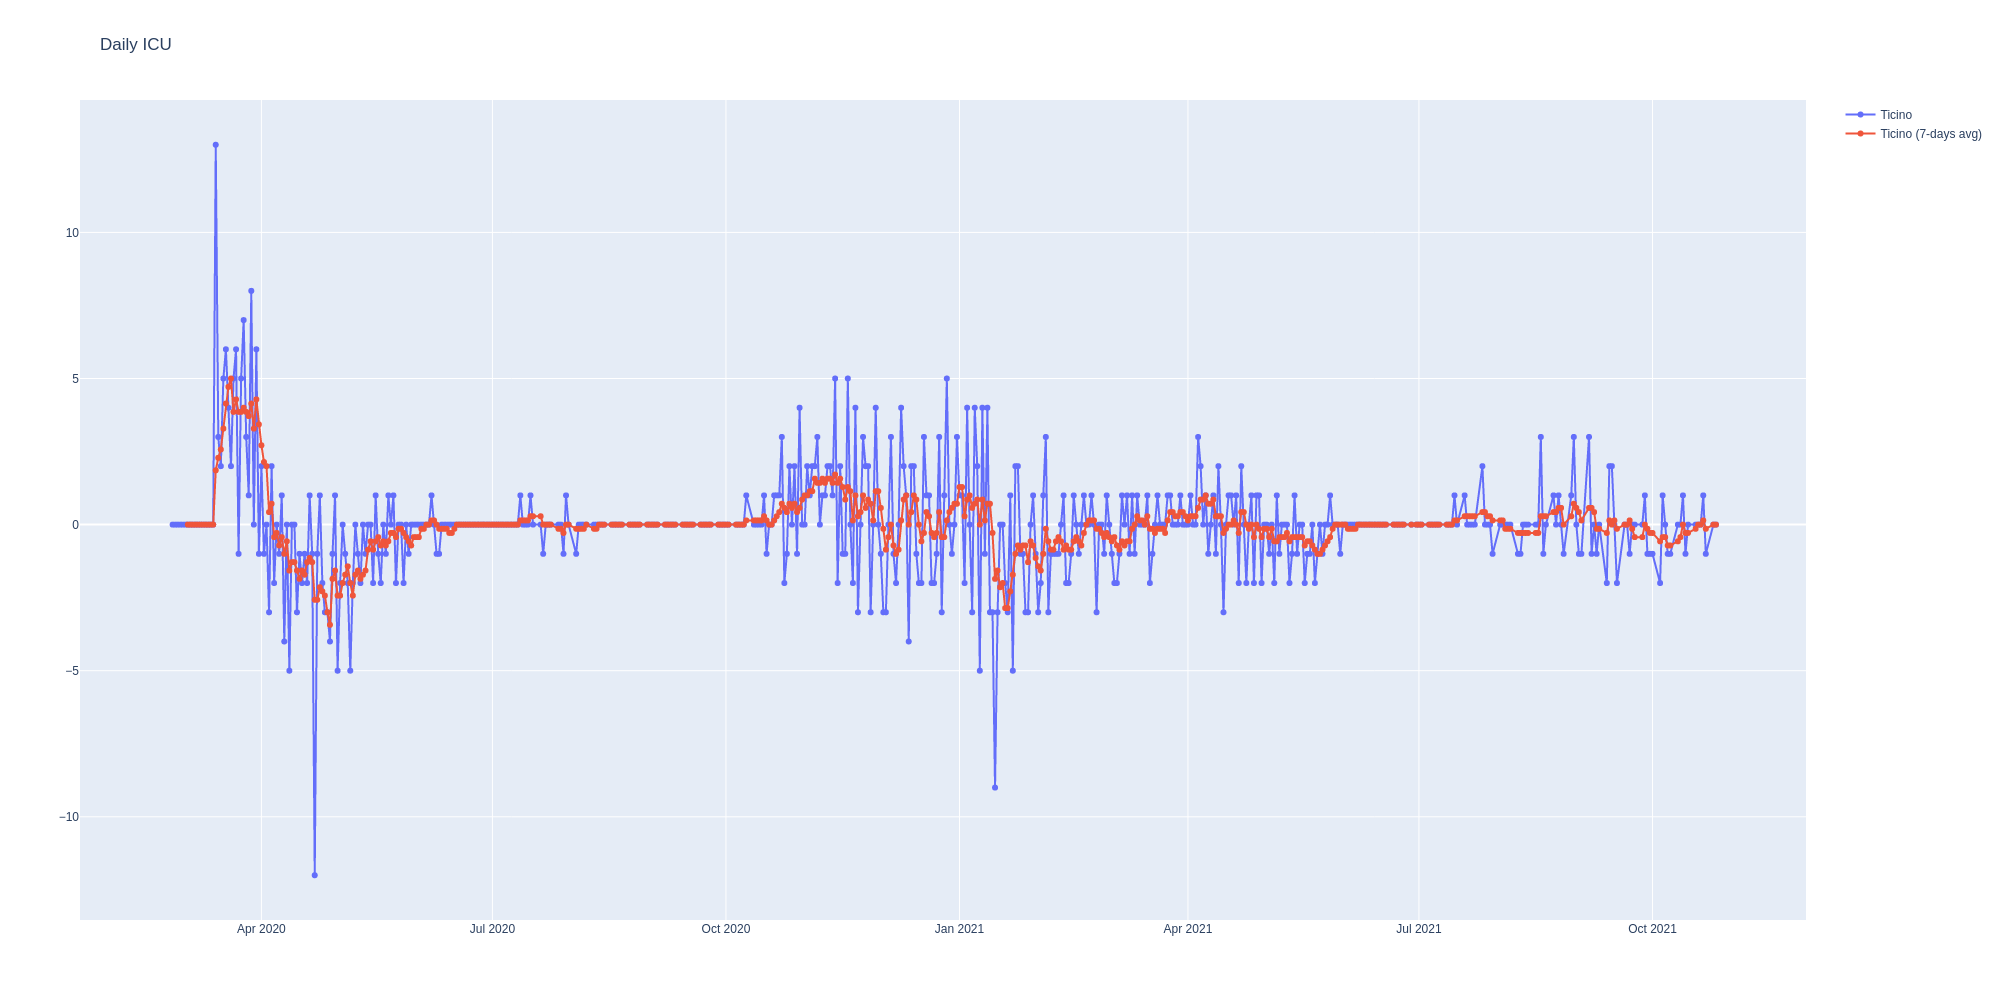 Daily ICU
Ticino
Ticino (7-days avg)
10
5
0
−5
−10
Apr 2020
Jul 2020
Oct 2020
Jan 2021
Apr 2021
Jul 2021
Oct 2021